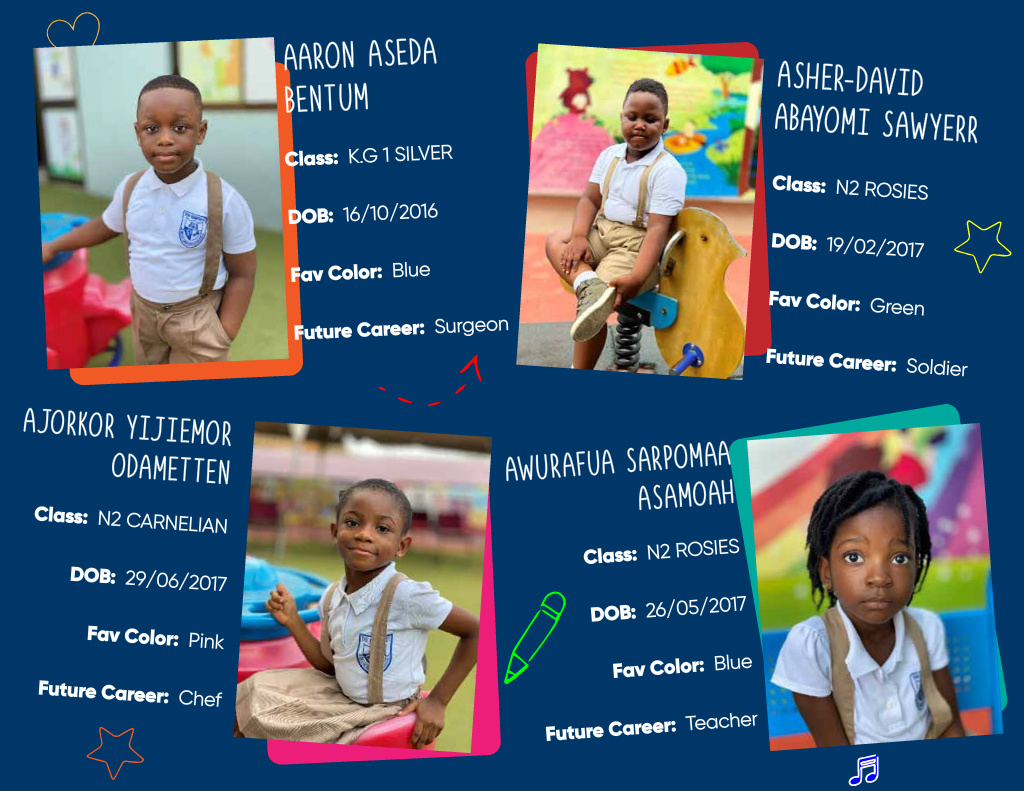 AARON ASEDA
BENTUM
Class: K.G 1 SILVER
DOB: 16/10/2016
Fav Color: Blue
Future Career: Surgeon
ASHER-DAVID
ABAYOMI SAWYERR
Class: N2 ROSIES
DOB: 19/02/2017
Fav Color: Green
Future Career: Soldier
AJORKOR YIJIEMOR
ODAMETTEN
Class: N2 CARNELIAN
DOB: 29/06/2017
Fav Color: Pink
Future Career: Chef
AWURAFUA SARPOMAA
ASAMOAH
Class: N2 ROSIES
DOB: 26/05/2017
Fav Color: Blue
Future Career: Teacher